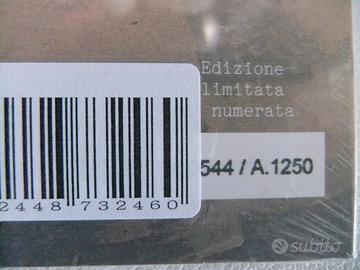 Edizione
limitata
numerata
544 / A.1250
2448 732460
subito